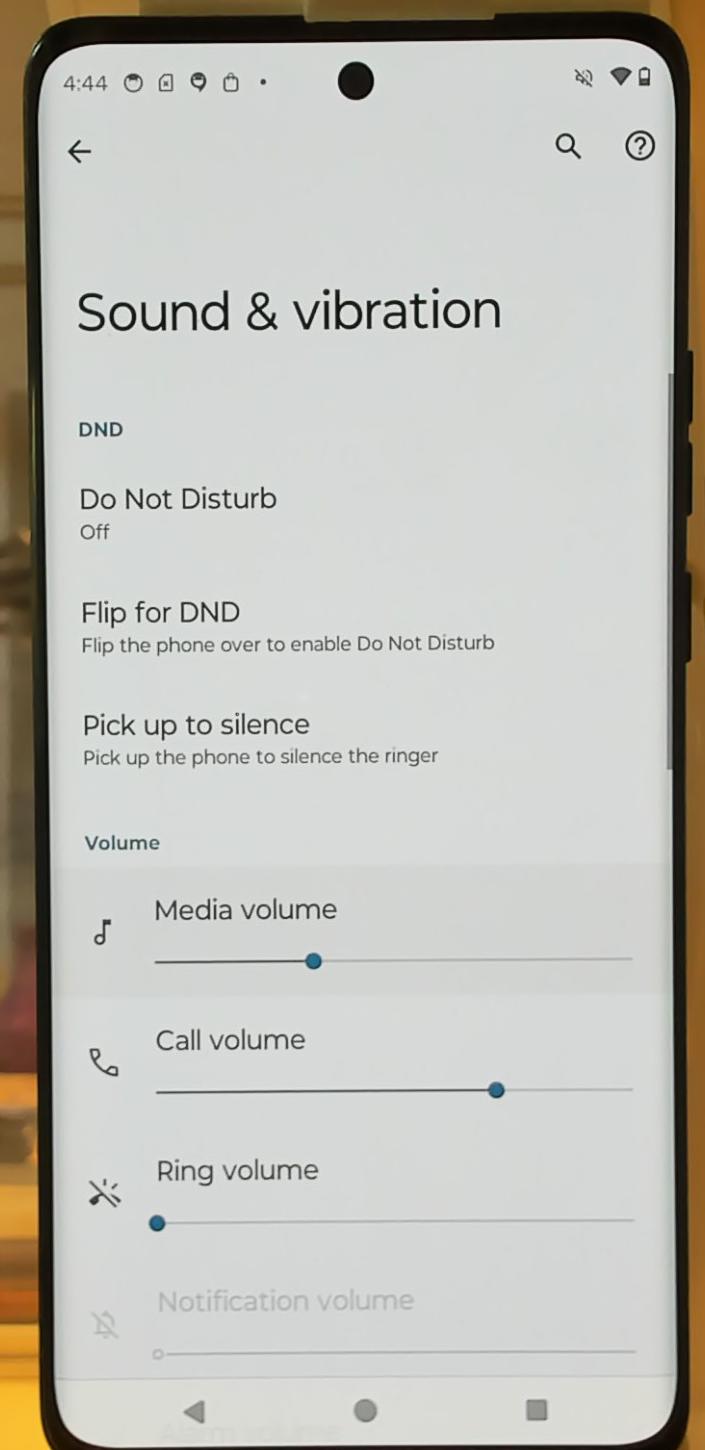 4:44
Sound & vibration
DND
Do Not Disturb
Off
Flip for DND
Flip the phone over to enable Do Not Disturb
Pick up to silence
Pick up the phone to silence the ringer
Volume
Media volume
Call volume
Ring volume
Notification volume
Alarm volume